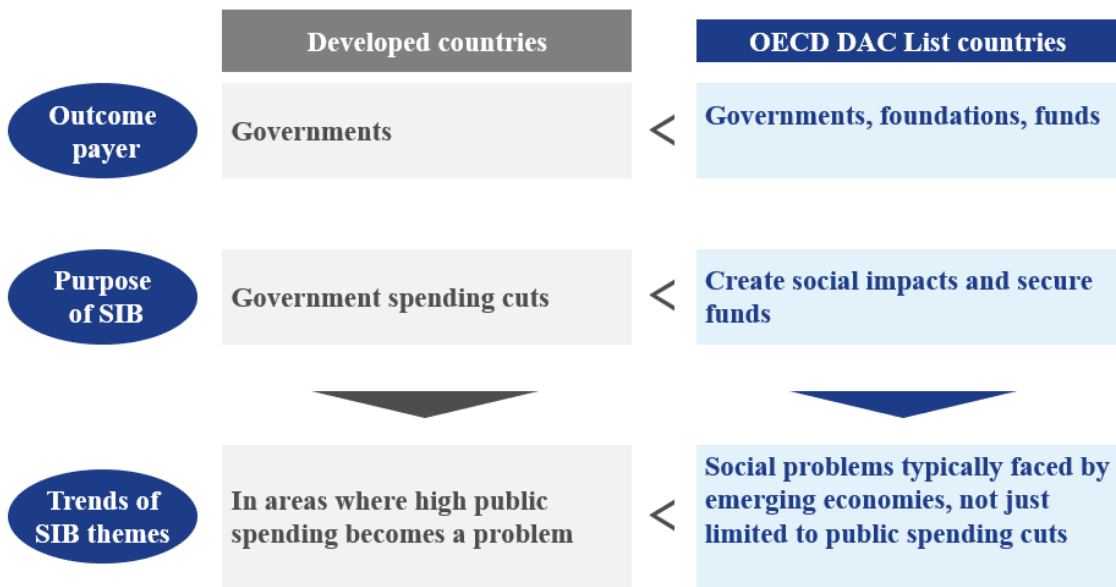 Developed countries
OECD DAC List countries
Outcome
payer
Governments
<
Governments, foundations, funds
Purpose
of SIB
Government spending cuts
<
Create social impacts and secure
funds
Trends of
SIB themes
In areas where high public
spending becomes a problem
<
Social problems typically faced by
emerging economies, not just
limited to public spending cuts